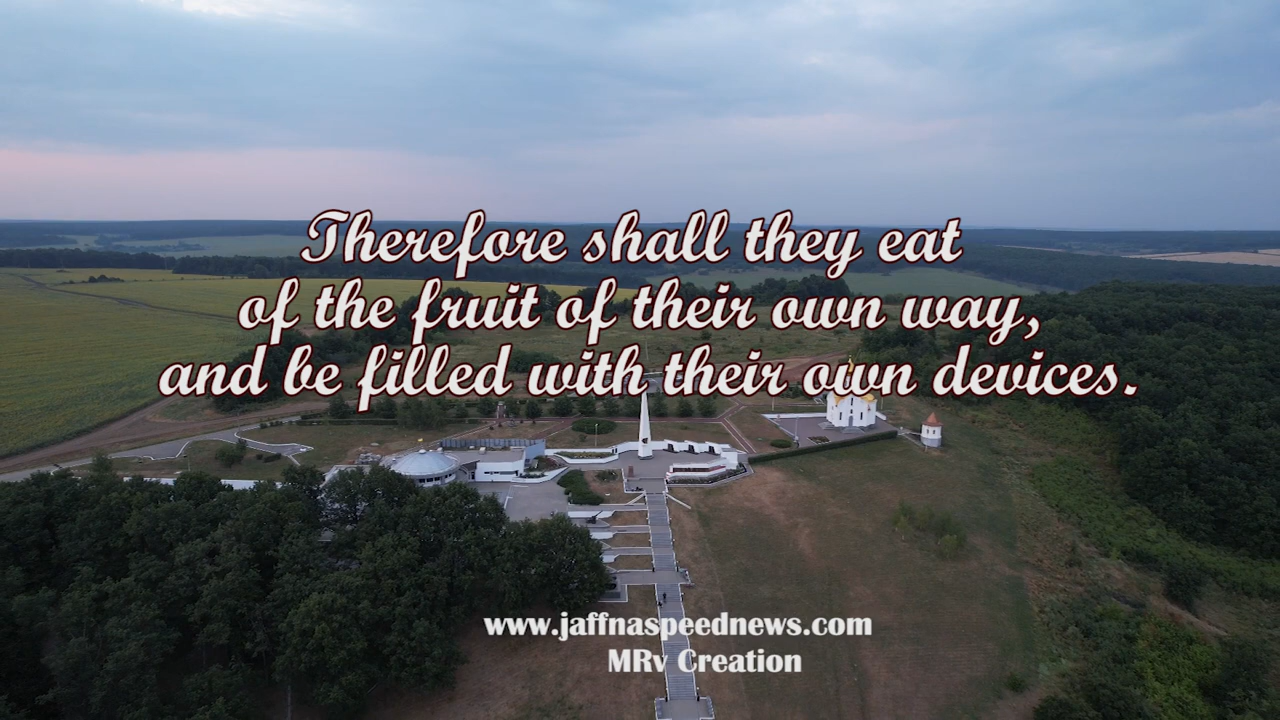 Therefore shall they eat
of the fruit of their own way,
and be filled with their own devices.
www.jaffnaspeednews.com
MRv Creation